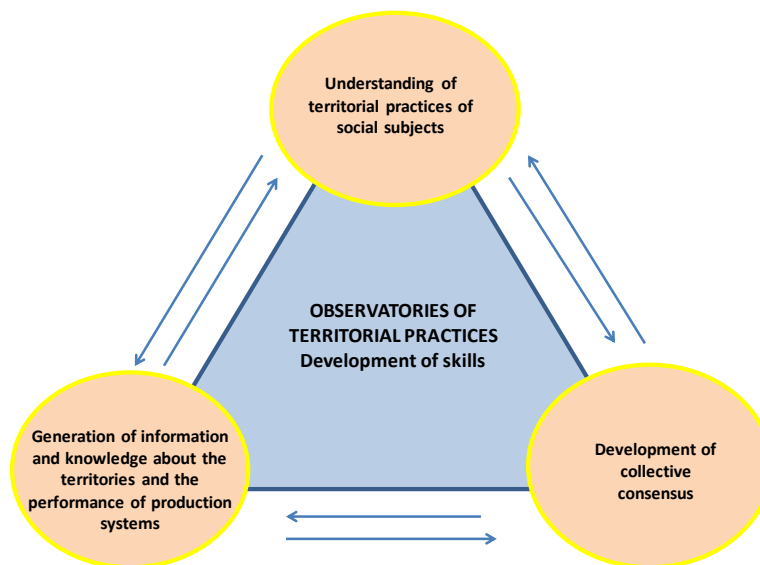 Understanding of
territorial practices of
social subjects
OBSERVATORIES OF
TERRITORIAL PRACTICES
Development of skills
Generation of information
and knowledge about the
territories and the
performance of production
systems
Development of
collective
consensus